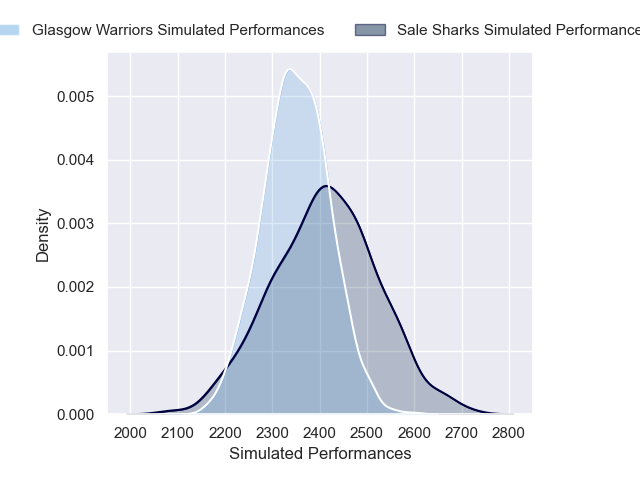 Glasgow Warriors Simulated Performances
Sale Sharks Simulated Performance
0.005
0.004
0.003
0.002
0.001
0.000
Density
2000 2100 2200 2300 2400 2500 2600 2700 2800
Simulated Performances